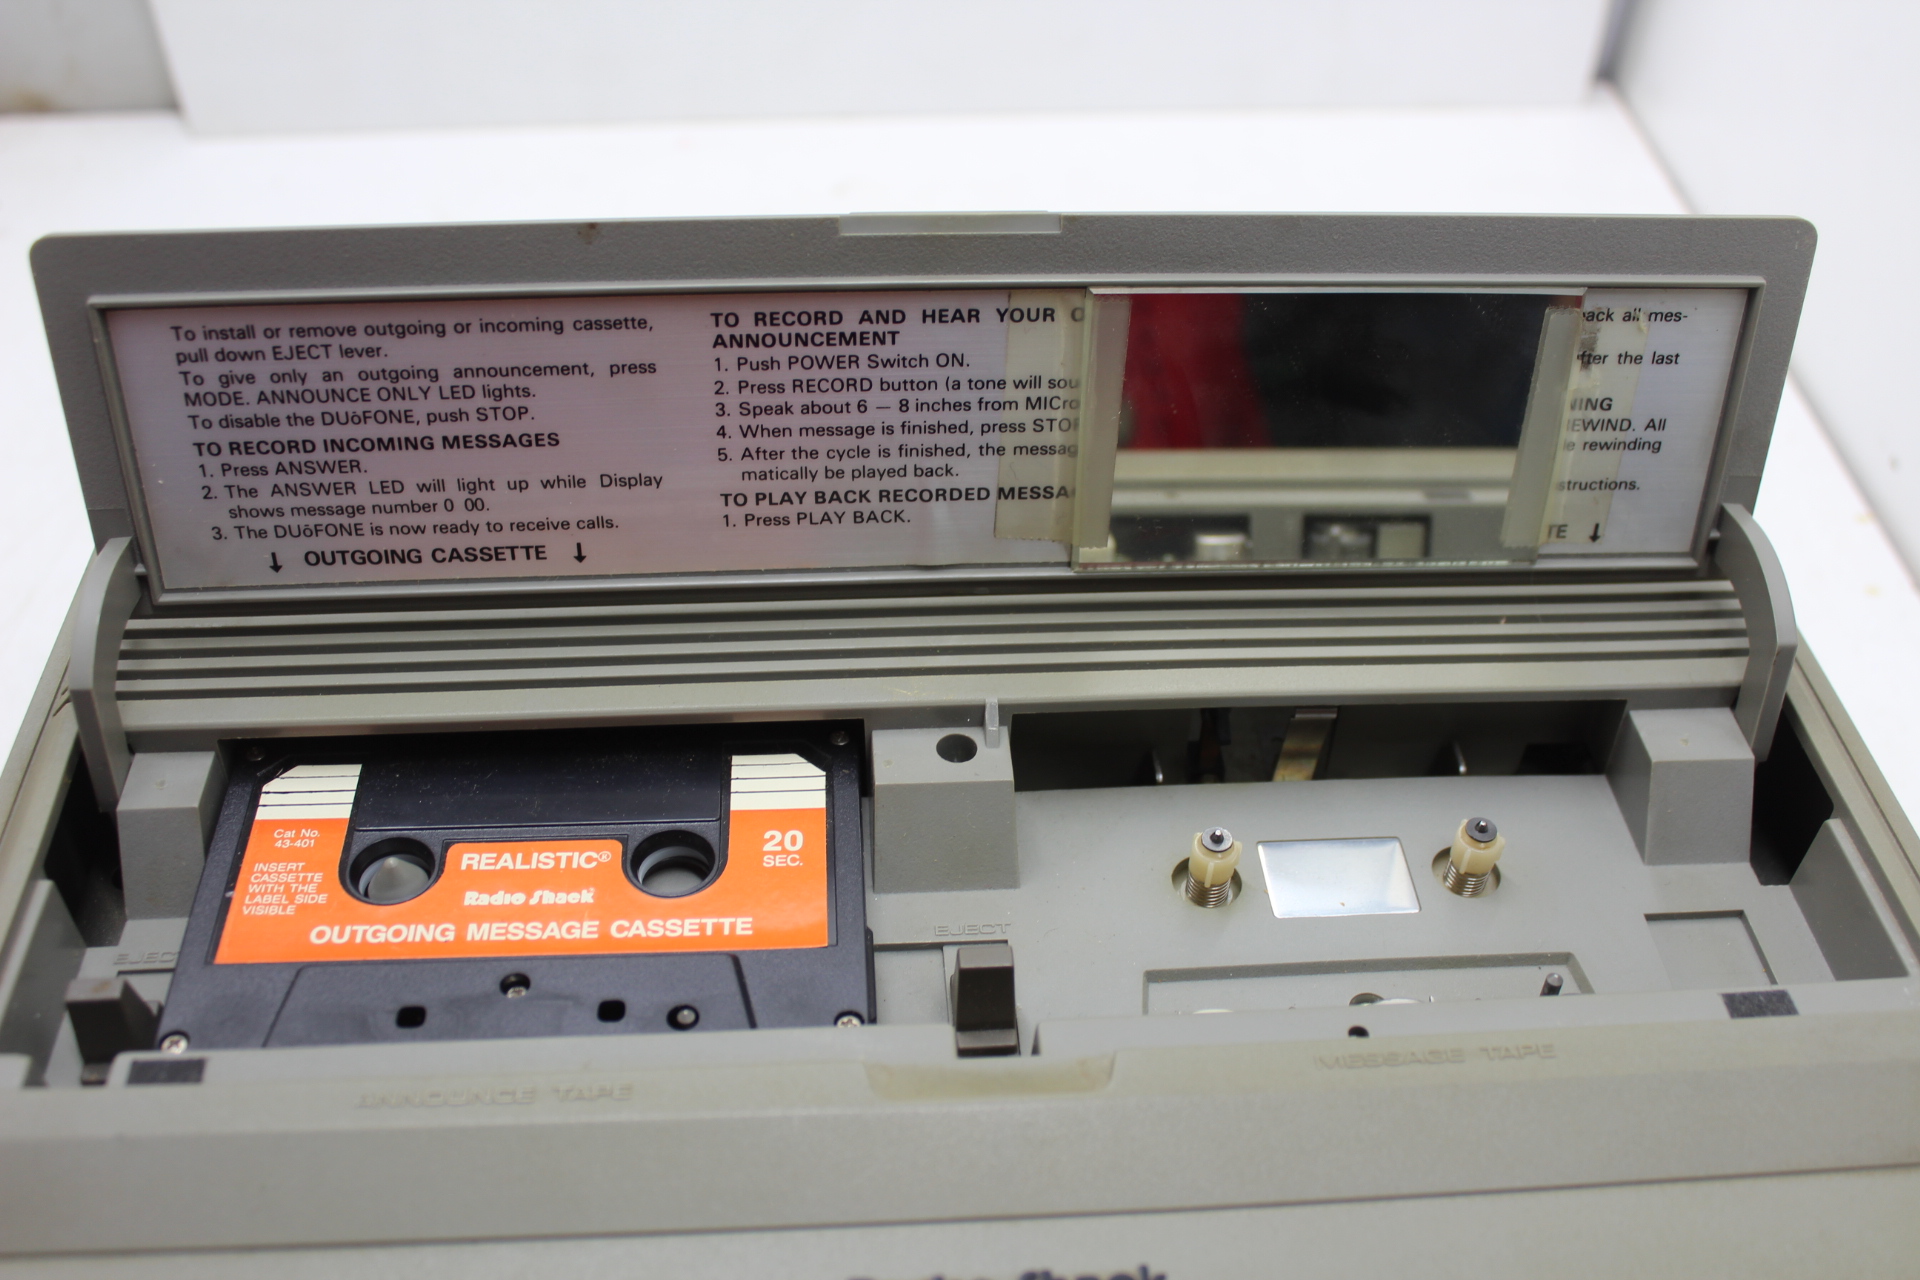 To install or remove outgoing or incoming cassette,
pull down EJECT lever.
To give only an outgoing announcement, press
MODE. ANNOUNCE ONLY LED lights.
To disable the DUōFONE, push STOP.
TO RECORD INCOMING MESSAGES
1. Press ANSWER.
2. The ANSWER LED will light up while Display
shows message number 0 00.
3. The DUōFONE is now ready to receive calls.
↓ OUTGOING CASSETTE ↓
TO RECORD AND HEAR YOUR
ANNOUNCEMENT
1. Push POWER Switch ON.
2. Press RECORD button (a tone will
3. Speak about 6 — 8 inches from
4. When message is finished, press
5. After the cycle is finished, the
matically be played back.
TO PLAY BACK RECORDED
1. Press PLAY BACK.
all mes-
the last
All
rewinding
↓
Cat No.
43-401
INSERT
CASSETTE
WITH THE
LABEL SIDE
VISIBLE
REALISTIC®
Radio Shack
20
SEC.
OUTGOING MESSAGE CASSETTE
EJECT
EJECT
ANNOUNCE TAPE
MESSAGE TAPE
Radio Shack